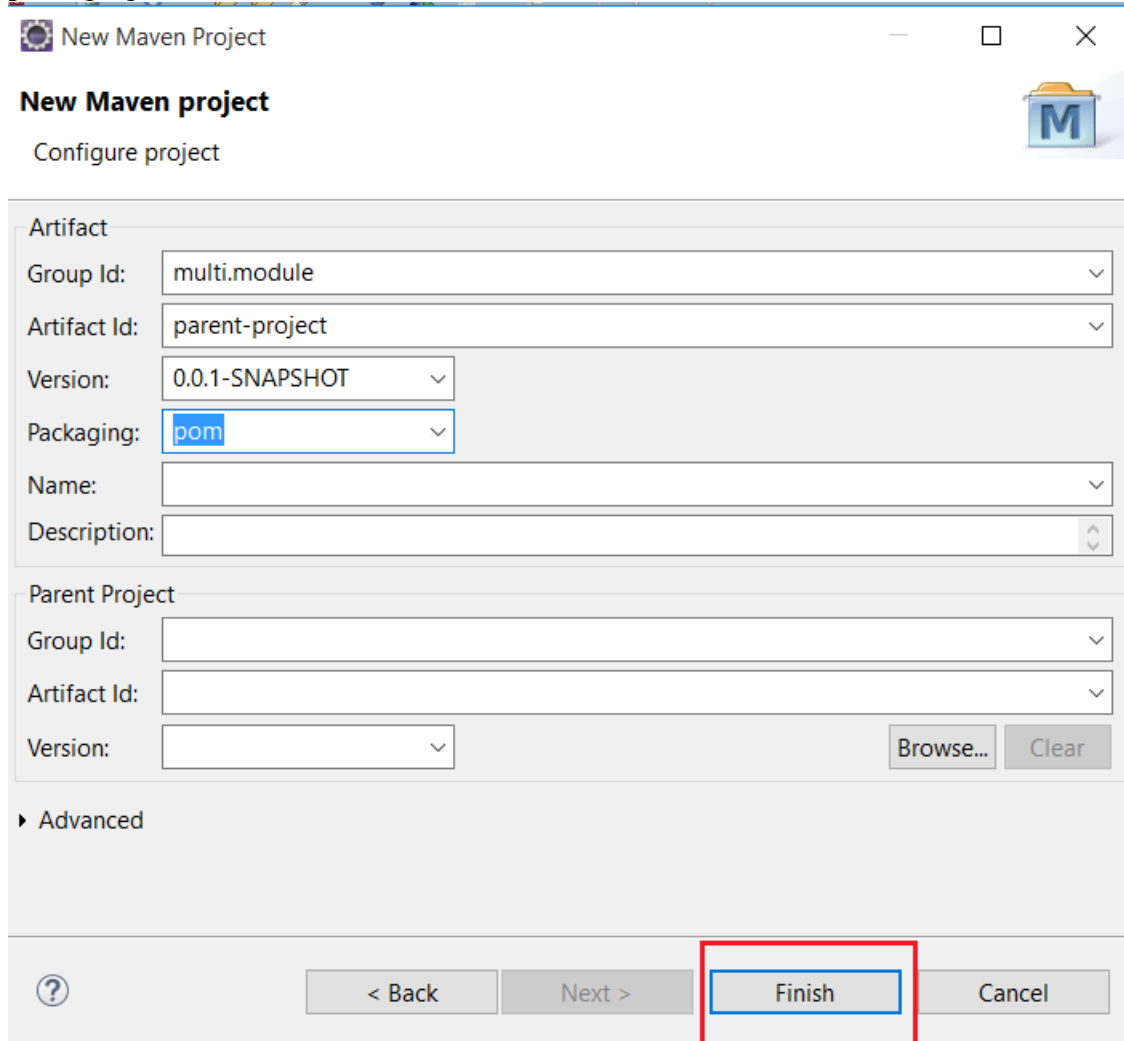 New Maven Project
New Maven project
M
Configure project
Artifact
Group Id: multi.module
Artifact Id: parent-project
Version: 0.0.1-SNAPSHOT
Packaging: pom
Name:
Description:
Parent Project
Group Id:
Artifact Id:
Version: Browse... Clear
Advanced
? < Back Next > Finish Cancel